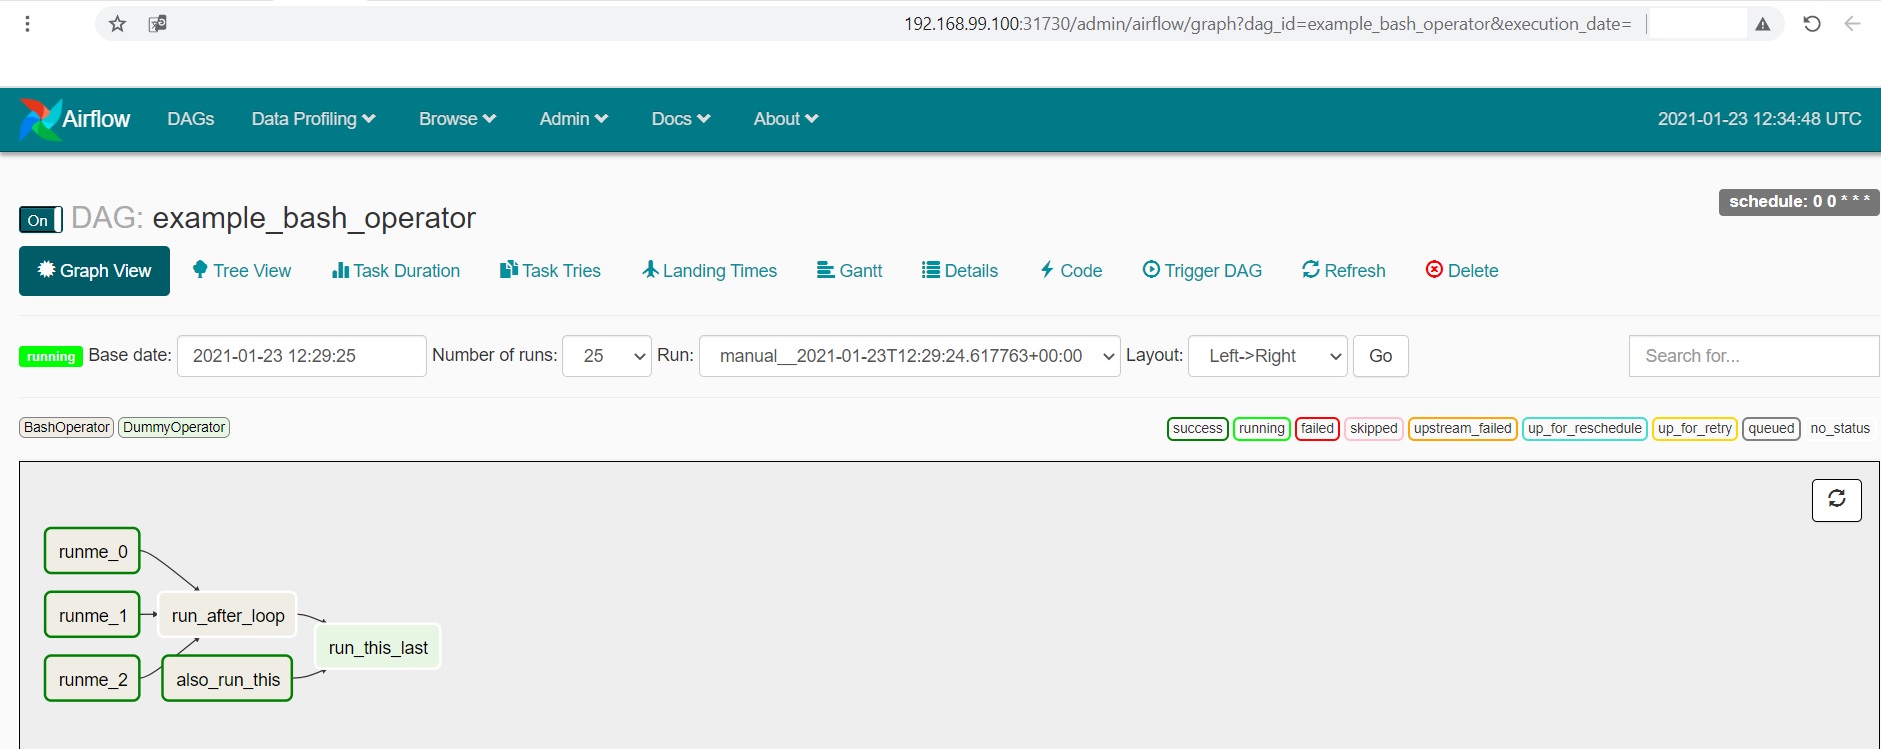 192.168.99.100:31730/admin/airflow/graph?dag_id=example_bash_operator&execution_date=
Airflow DAGs Data Profiling Browse Admin Docs About 2021-01-23 12:34:48 UTC
schedule: 0 0 * * *
On DAG: example_bash_operator
Graph View Tree View Task Duration Task Tries Landing Times Gantt Details Code Trigger DAG Refresh Delete
running Base date: 2021-01-23 12:29:25 Number of runs: 25 Run: manual__2021-01-23T12:29:24.617763+00:00 Layout: Left->Right Go Search for...
BashOperator DummyOperator success running failed skipped upstream_failed up_for_reschedule up_for_retry queued no_status
runme_0
runme_1 run_after_loop
run_this_last
runme_2 also_run_this